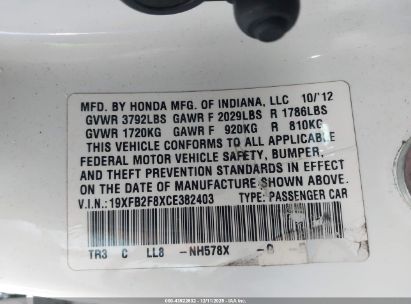 MFD. BY HONDA MFG. OF INDIANA, LLC 10/'12
GVWR 3792LBS GAWR F 2029LBS R 1786LBS
GVWR 1720KG GAWR F 920KG R 810KG
THIS VEHICLE CONFORMS TO ALL APPLICABLE
FEDERAL MOTOR VEHICLE SAFETY, BUMPER,
AND THEFT PREVENTION STANDARDS IN EFFECT
ON THE DATE OF MANUFACTURE SHOWN ABOVE.
V.I.N.: 19XFB2F8XCE382403 TYPE: PASSENGER CAR
TR3 C LL8 -NH578X -